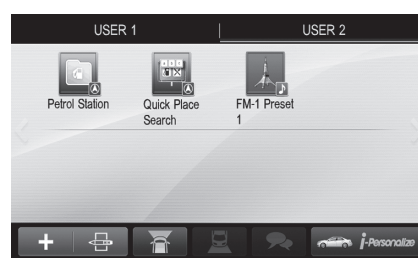 USER 1
USER 2
Petrol Station
Quick Place
Search
FM-1 Preset
1
i-Personalize